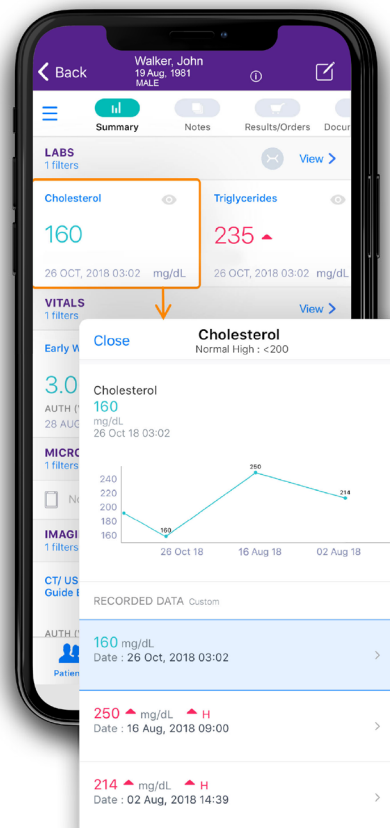 Back
Walker, John
19 Aug, 1981
MALE
Summary
Notes
Results/Orders
LABS
1 filters
View
Cholesterol
Triglycerides
160
235
26 OCT, 2018 03:02 mg/dL
26 OCT, 2018 03:02 mg/dL
VITALS
1 filters
View
Early
3.0
AUTH
28 AUG
1 filters
1 filters
CT/ US
Guide
AUTH
Close
Cholesterol
Normal High : <200
Cholesterol
160
mg/dL
26 Oct 18 03:02
240
220
200
180
160
160
250
214
26 Oct 18
16 Aug 18
02 Aug 18
RECORDED DATA Custom
160 mg/dL
Date : 26 Oct, 2018 03:02
250 mg/dL H
Date : 16 Aug, 2018 09:00
214 mg/dL H
Date : 02 Aug, 2018 14:39